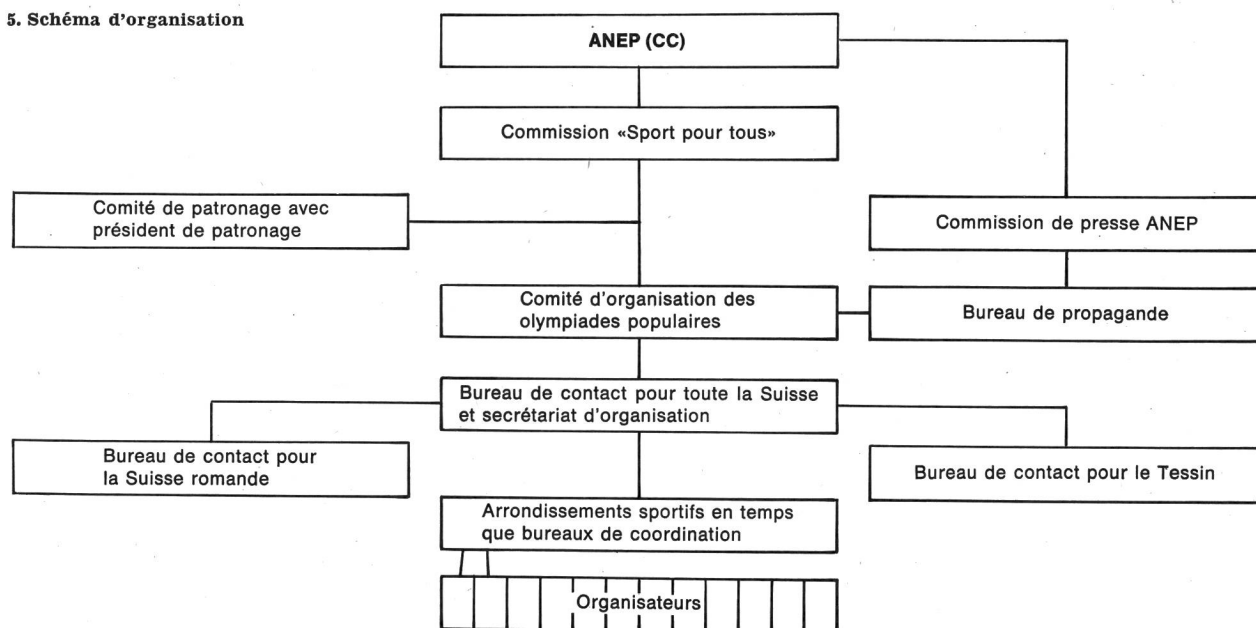 5. Schéma d'organisation
ANEP (CC)
Commission «Sport pour tous»
Comité de patronage avec
président de patronage
Commission de presse ANEP
Comité d'organisation des
olympiades populaires
Bureau de propagande
Bureau de contact pour toute la Suisse
et secrétariat d'organisation
Bureau de contact pour
la Suisse romande
Bureau de contact pour le Tessin
Arrondissements sportifs en temps
que bureaux de coordination
Organisateurs